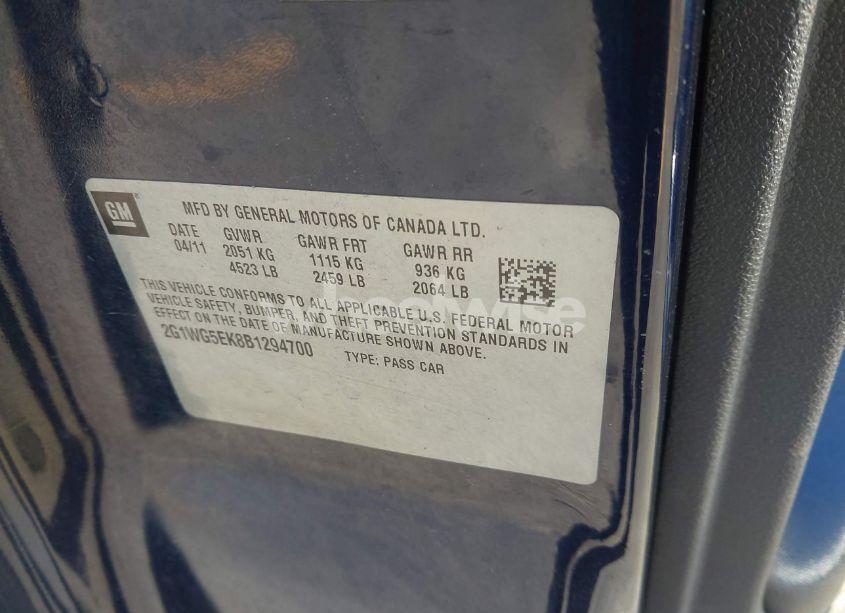 GM
MFD BY GENERAL MOTORS OF CANADA LTD.
DATE GVWR GAWR FRT GAWR RR
04/11 2051 KG 1115 KG 936 KG
4523 LB 2459 LB 2064 LB
THIS VEHICLE CONFORMS TO ALL APPLICABLE U.S. FEDERAL MOTOR
VEHICLE SAFETY, BUMPER, AND THEFT PREVENTION STANDARDS IN
EFFECT ON THE DATE OF MANUFACTURE SHOWN ABOVE.
2G1WG5EK8B1294700 TYPE: PASS CAR